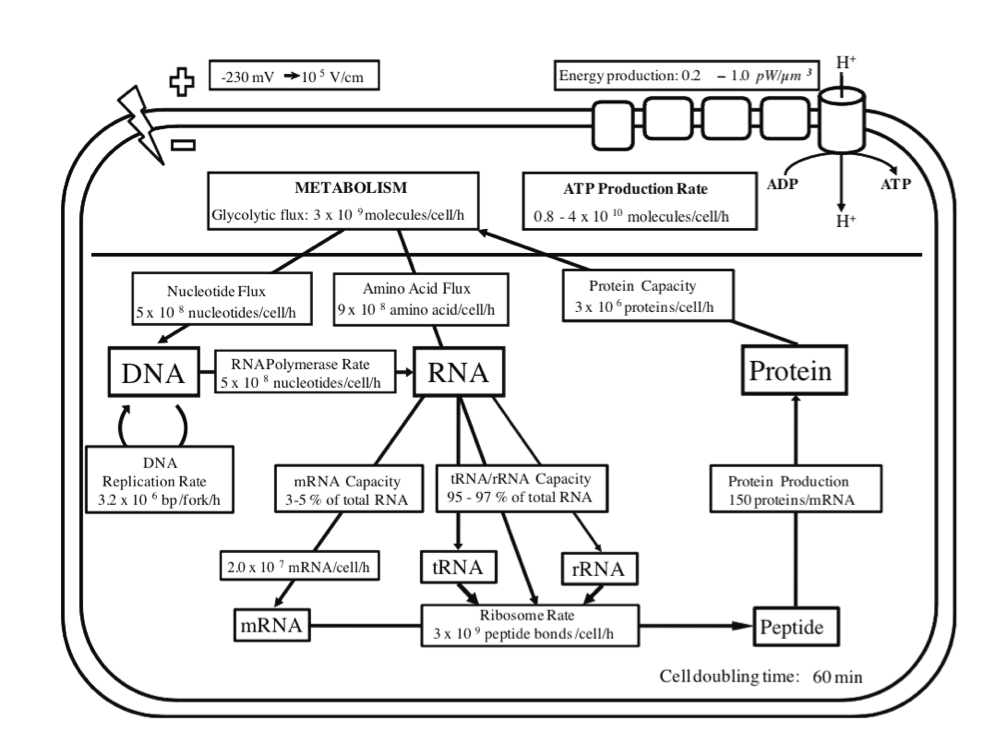 -230 mV → 10 ⁵ V/cm
Energy production: 0.2 – 1.0 pW/µm ³
H⁺
METABOLISM
Glycolytic flux: 3 x 10 ⁹ molecules/cell/h
ATP Production Rate
0.8 - 4 x 10 ¹⁰ molecules/cell/h
ADP
ATP
H⁺
Nucleotide Flux
5 x 10 ⁸ nucleotides/cell/h
Amino Acid Flux
9 x 10 ⁸ amino acid/cell/h
Protein Capacity
3 x 10 ⁶ proteins/cell/h
DNA
RNA Polymerase Rate
5 x 10 ⁸ nucleotides/cell/h
RNA
Protein
DNA
Replication Rate
3.2 x 10 ⁶ bp/fork/h
mRNA Capacity
3-5 % of total RNA
tRNA/rRNA Capacity
95 - 97 % of total RNA
Protein Production
150 proteins/mRNA
2.0 x 10 ⁷ mRNA/cell/h
tRNA
rRNA
mRNA
Ribosome Rate
3 x 10 ⁹ peptide bonds/cell/h
Peptide
Cell doubling time: 60 min